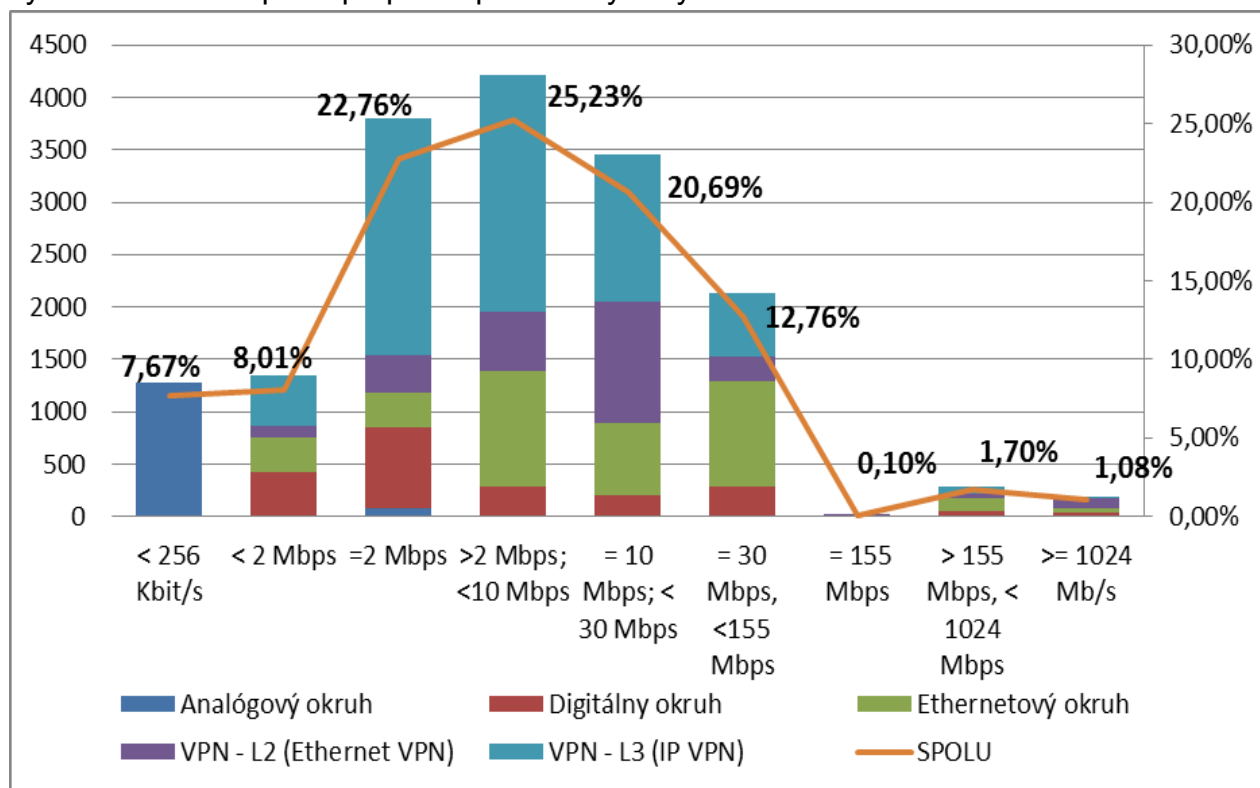 4500
4000
3500
3000
2500
2000
1500
1000
500
0
30,00%
25,00%
20,00%
15,00%
10,00%
5,00%
0,00%
7,67%
8,01%
22,76%
25,23%
20,69%
12,76%
0,10%
1,70%
1,08%
< 256
Kbit/s
< 2 Mbps
=2 Mbps
>2 Mbps;
<10 Mbps
= 10
Mbps; <
30 Mbps
= 30
Mbps,
<155
Mbps
= 155
Mbps
> 155
Mbps, <
1024
Mbps
>= 1024
Mb/s
Analógový okruh
Digitálny okruh
Ethernetový okruh
VPN - L2 (Ethernet VPN)
VPN - L3 (IP VPN)
SPOLU